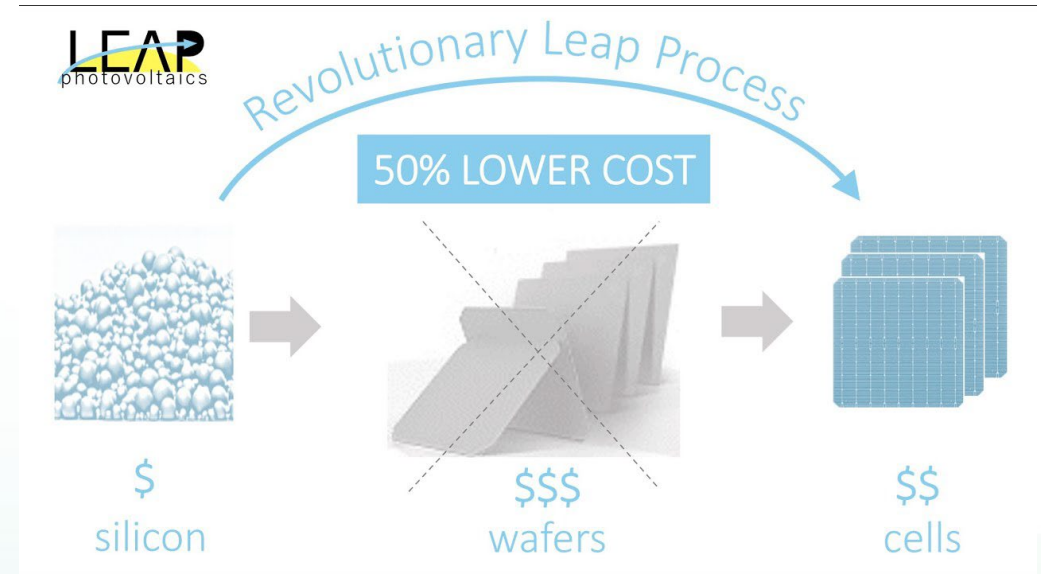 LEAP
photovoltaics
Revolutionary Leap Process
50% LOWER COST
$
silicon
$$$
wafers
$$
cells